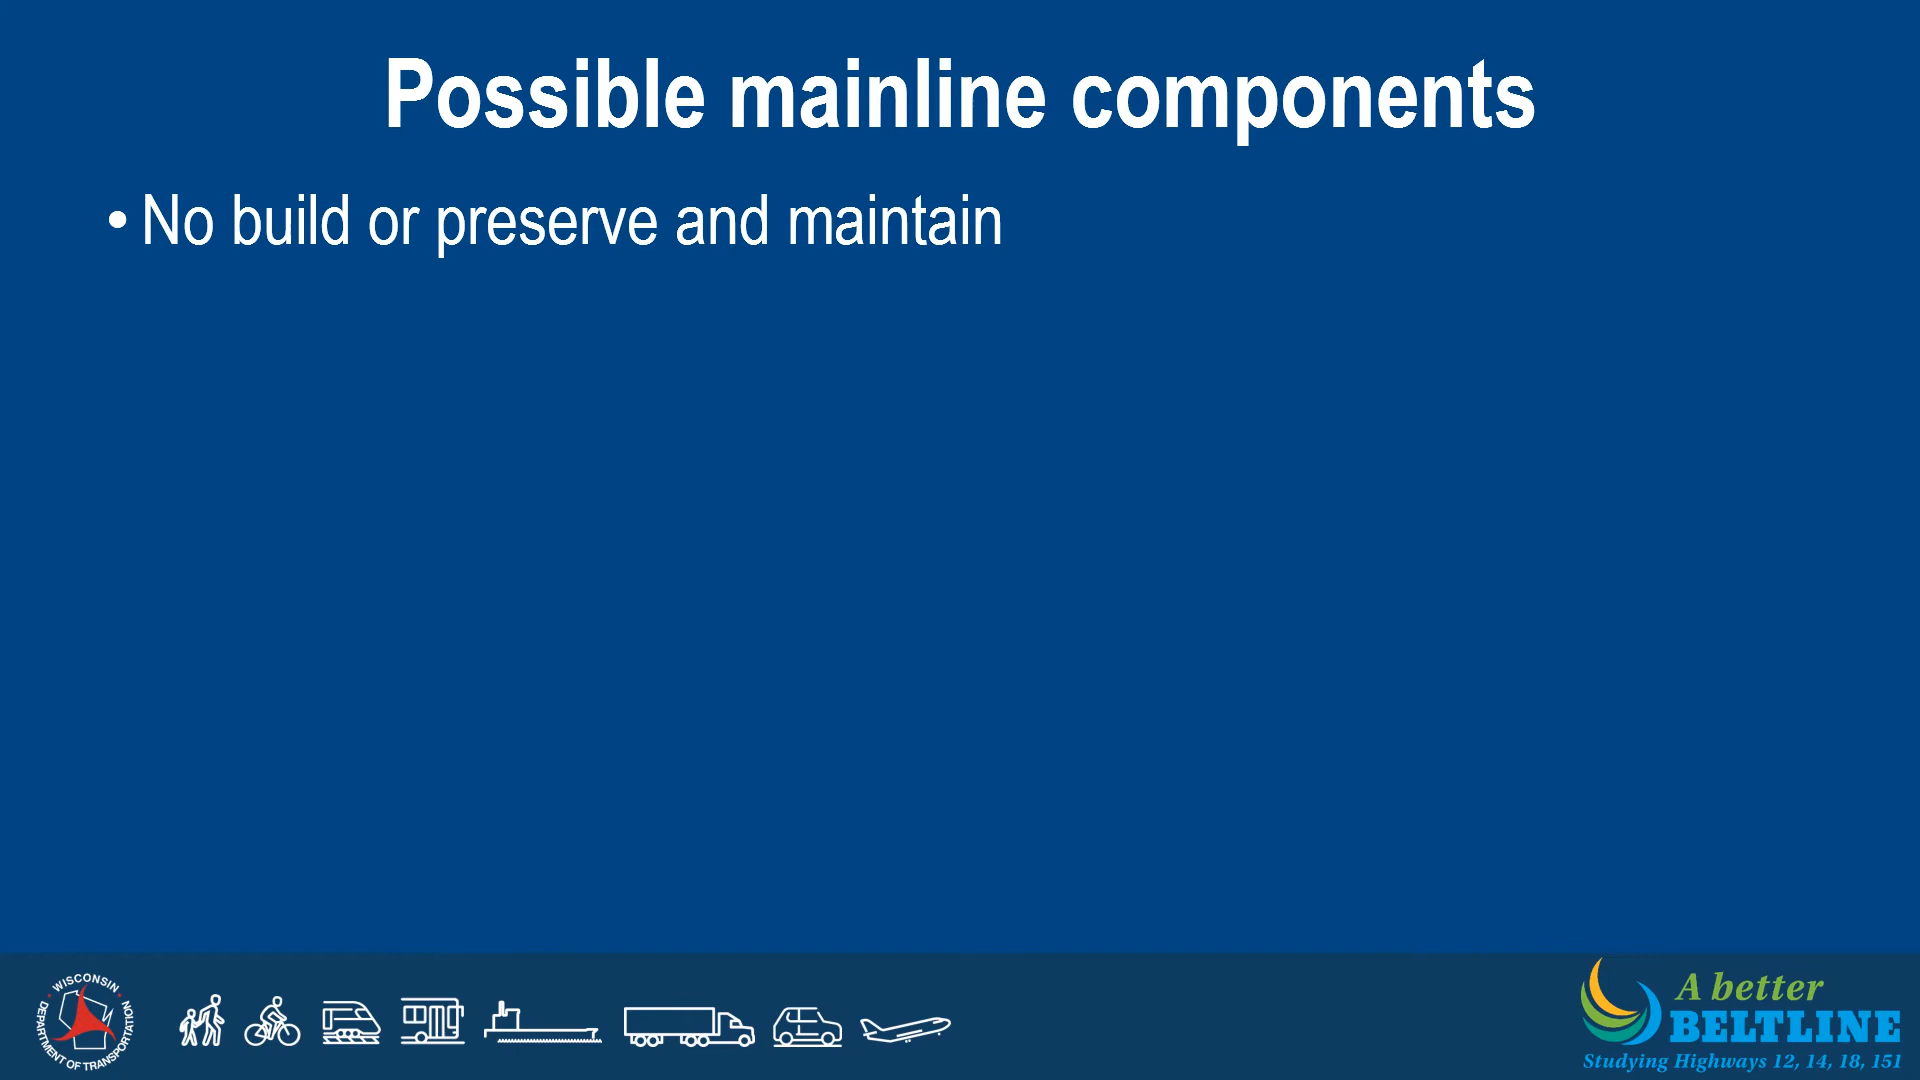 Possible mainline components
• No build or preserve and maintain
WISCONSIN
DEPARTMENT OF TRANSPORTATION
A better
BELTLINE
Studying Highways 12, 14, 18, 151